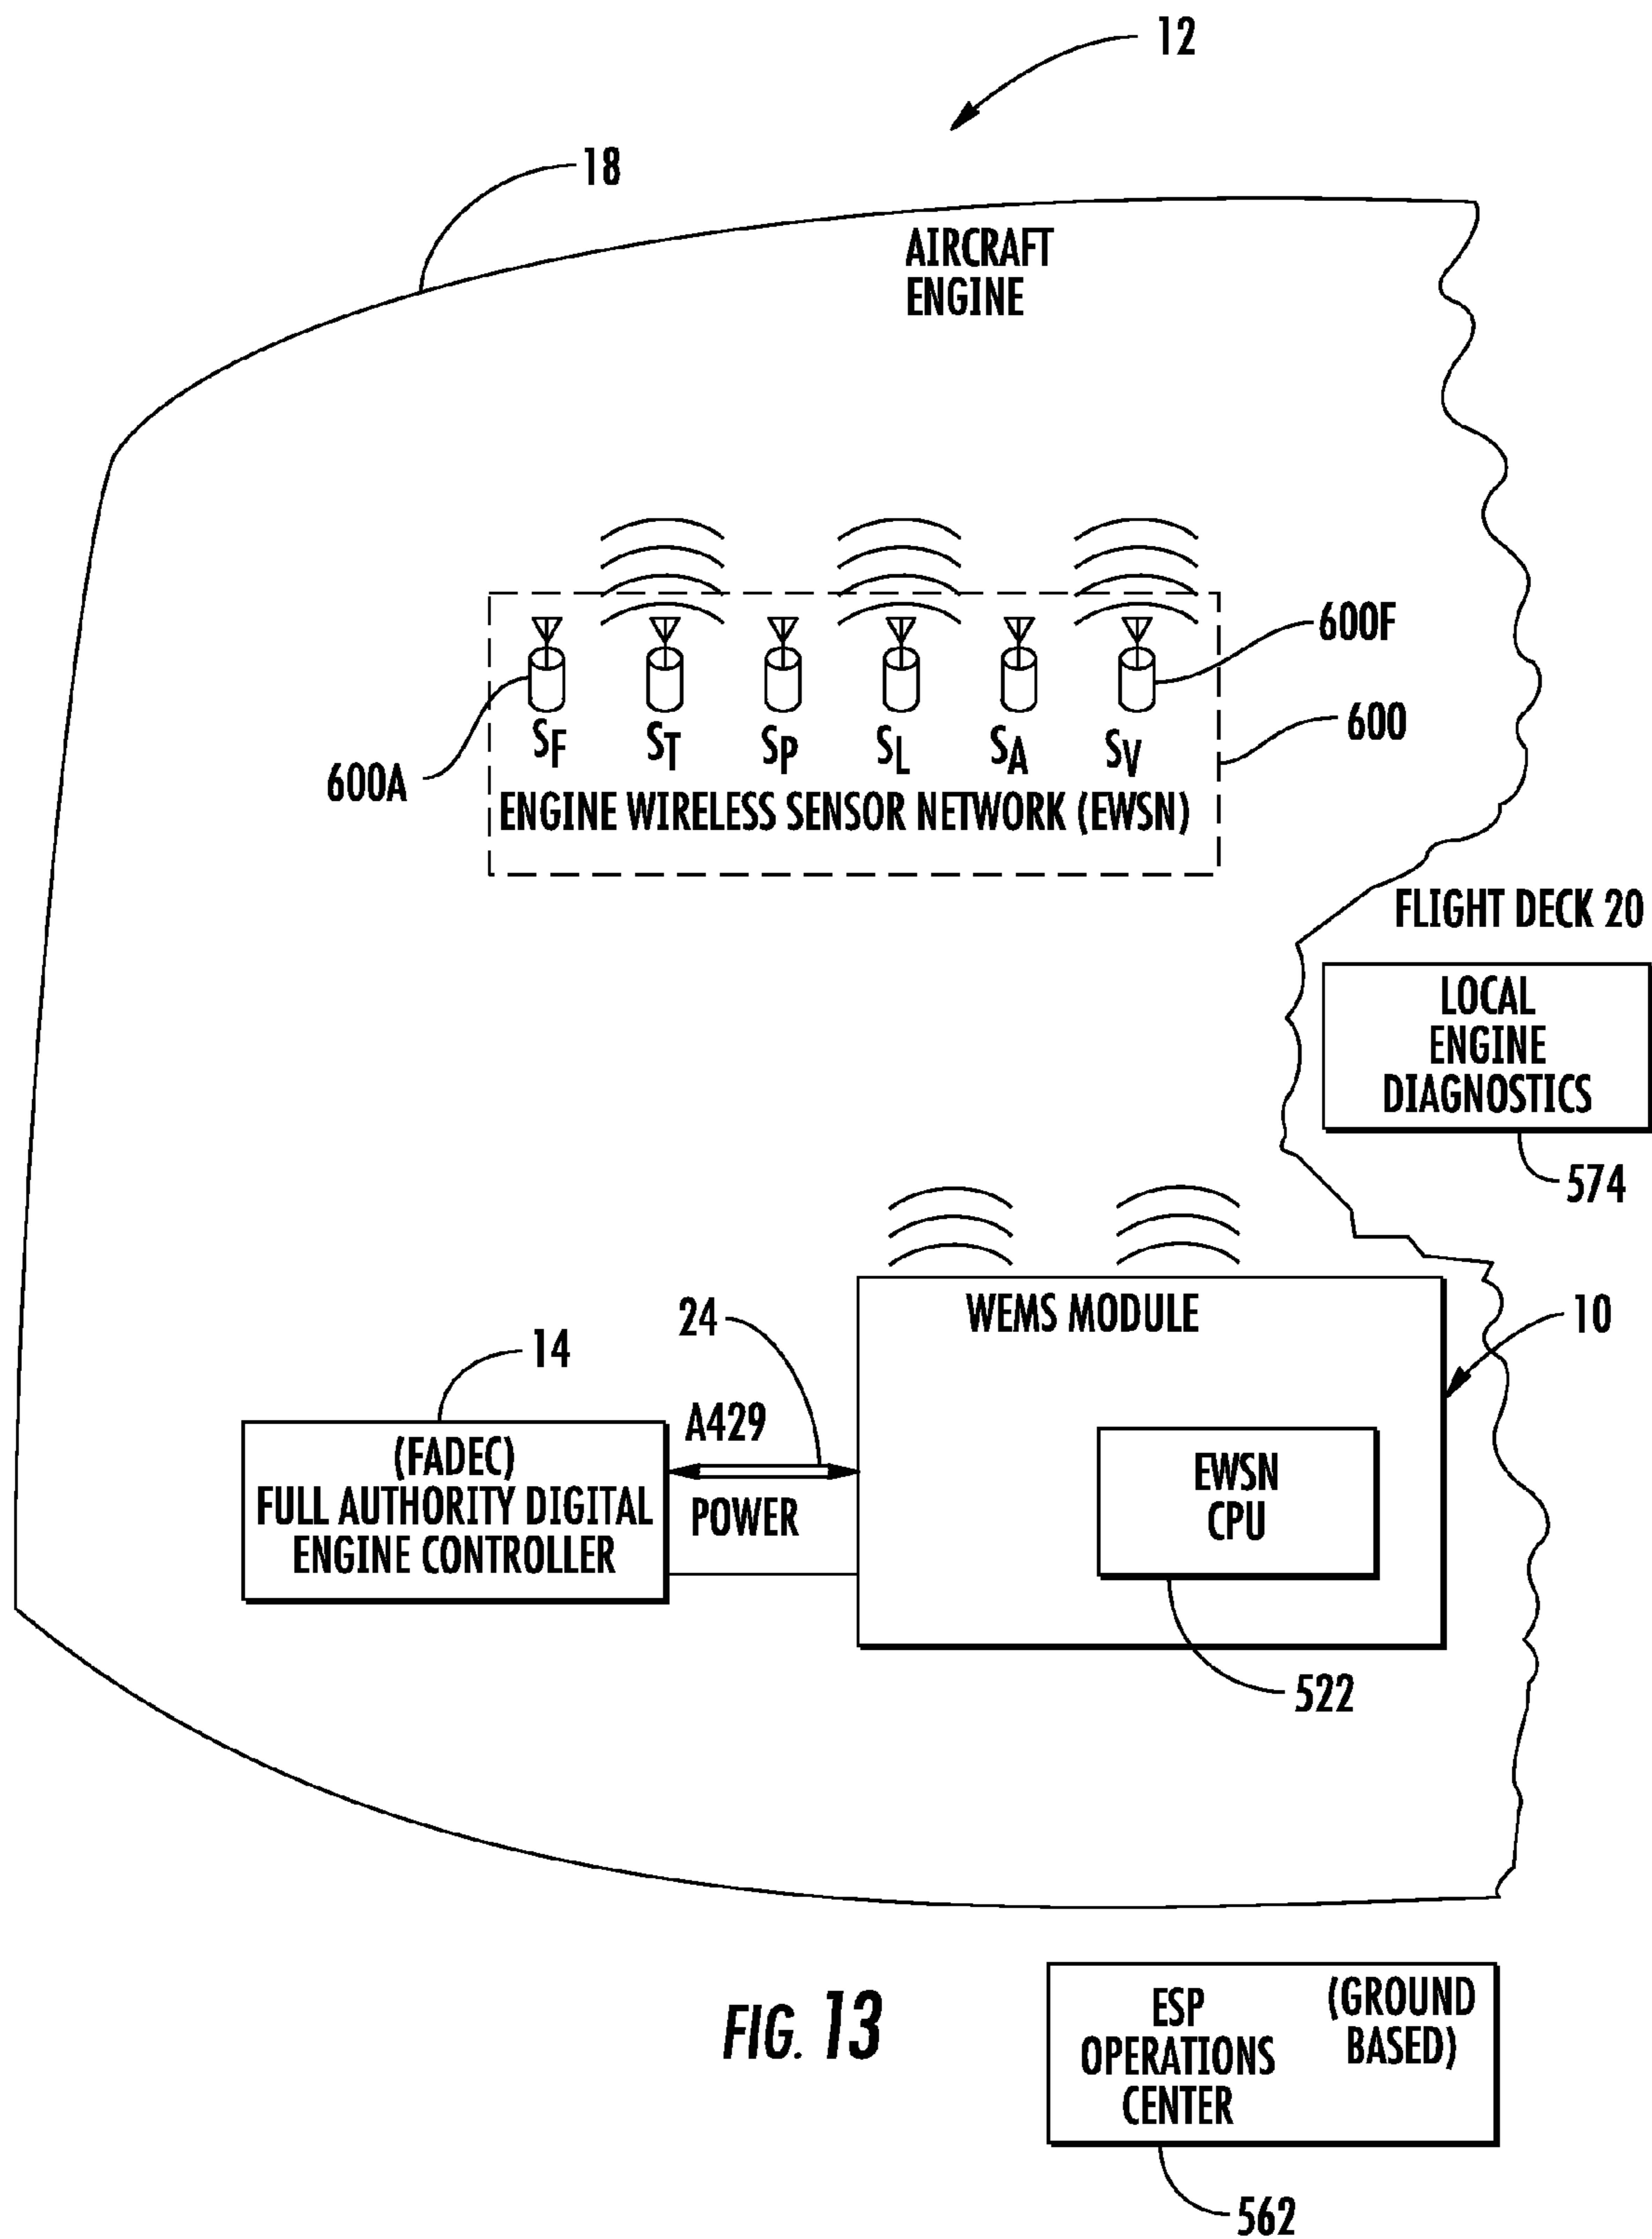 12
18
AIRCRAFT
ENGINE
600F
600
600A
SF ST SP SL SA SV
ENGINE WIRELESS SENSOR NETWORK (EWSN)
FLIGHT DECK 20
LOCAL
ENGINE
DIAGNOSTICS
574
WEMS MODULE
10
24
14
A429
POWER
(FADEC)
FULL AUTHORITY DIGITAL
ENGINE CONTROLLER
EWSN
CPU
522
FIG. 13
ESP
OPERATIONS
CENTER
(GROUND
BASED)
562